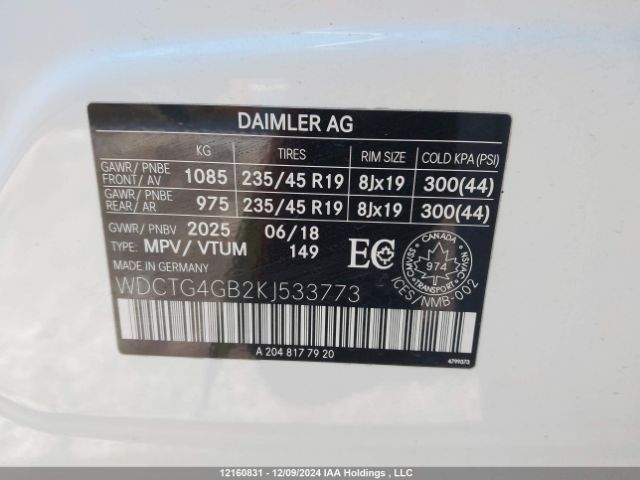 DAIMLER AG
KG TIRES RIM SIZE COLD KPA (PSI)
GAWR/ PNBE FRONT/ AV 1085 235/45 R19 8Jx19 300(44)
GAWR/ PNBE REAR/ AR 975 235/45 R19 8Jx19 300(44)
GVWR/ PNBV 2025 06/18
TYPE: MPV/ VTUM 149
EC
CANADA
CMVSS 974 NSVAC
TRANSPORT
ICES/NMB-002
MADE IN GERMANY
WDCTG4GB2KJ533773
A 204 817 79 20
4799373
12160831 - 12/09/2024 IAA Holdings , LLC